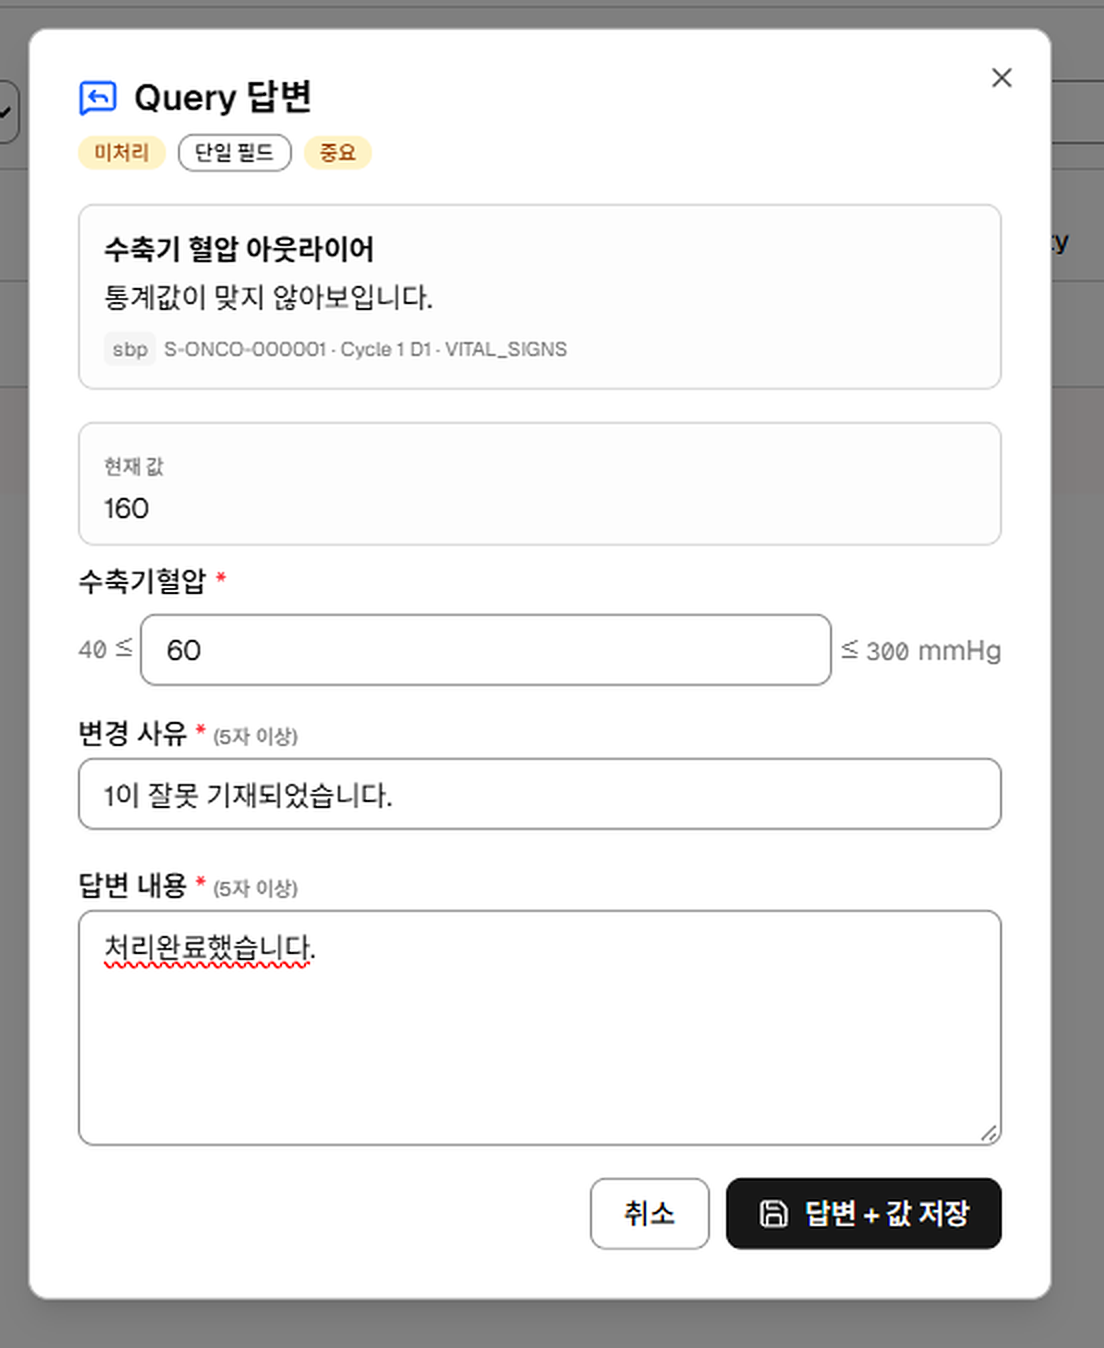 Query 답변
미처리 단일 필드 중요
수축기 혈압 아웃라이어
통계값이 맞지 않아보입니다.
sbp S-ONCO-000001 · Cycle 1 D1 · VITAL_SIGNS
ty
현재 값
160
수축기혈압 *
40 ≤ 60 ≤ 300 mmHg
변경 사유 * (5자 이상)
1이 잘못 기재되었습니다.
답변 내용 * (5자 이상)
처리완료했습니다.
취소 답변 + 값 저장